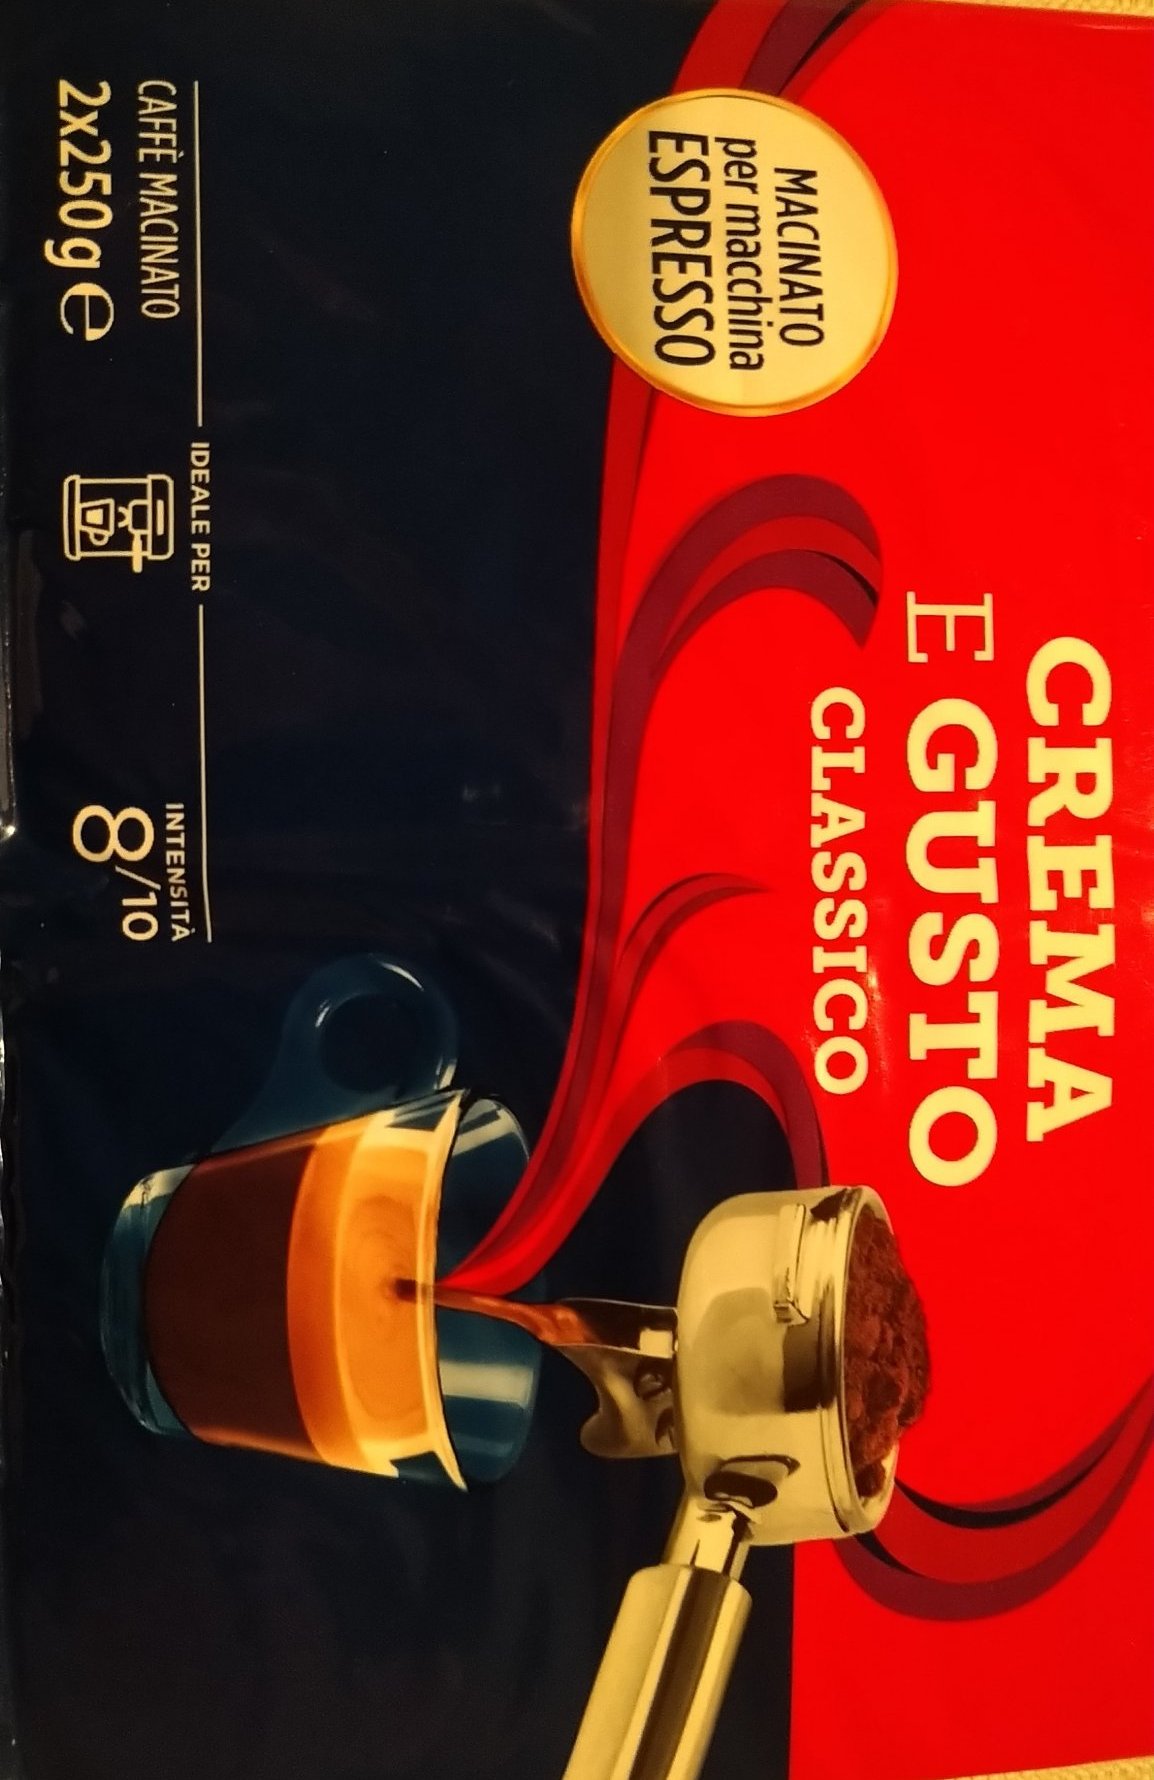 CREMA
E GUSTO
CLASSICO
MACINATO
per macchina
ESPRESSO
IDEALE PER
CAFFÈ MACINATO
2x250g e
INTENSITÀ
8/10